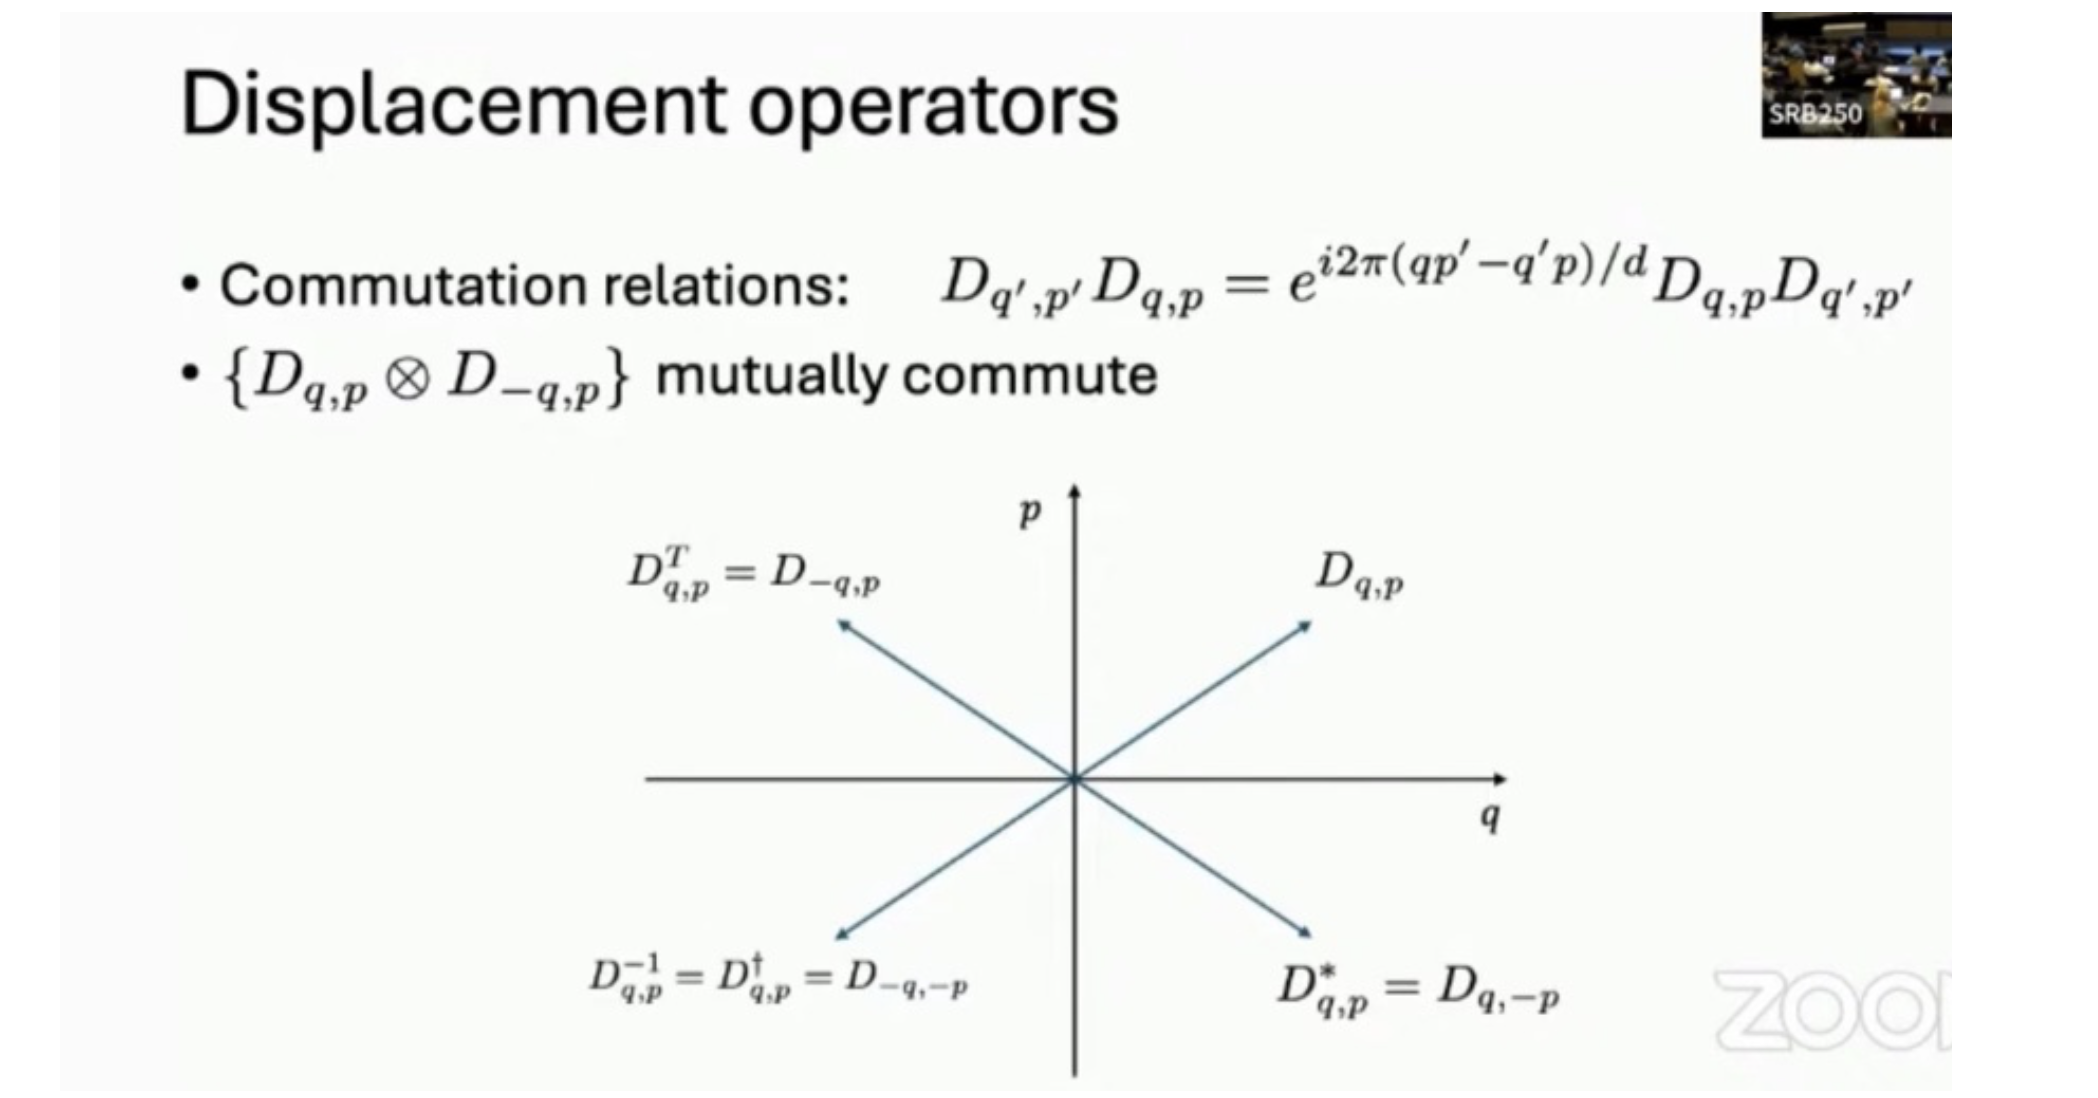 Displacement operators
SRB250
• Commutation relations: $D_{q',p'} D_{q,p} = e^{i2\pi(qp'-q'p)/d} D_{q,p} D_{q',p'}$
• $\{D_{q,p} \otimes D_{-q,p}\}$ mutually commute
p
$D_{q,p}^T = D_{-q,p}$
$D_{q,p}$
q
$D_{q,p}^{-1} = D_{q,p}^{\dagger} = D_{-q,-p}$
$D_{q,p}^* = D_{q,-p}$